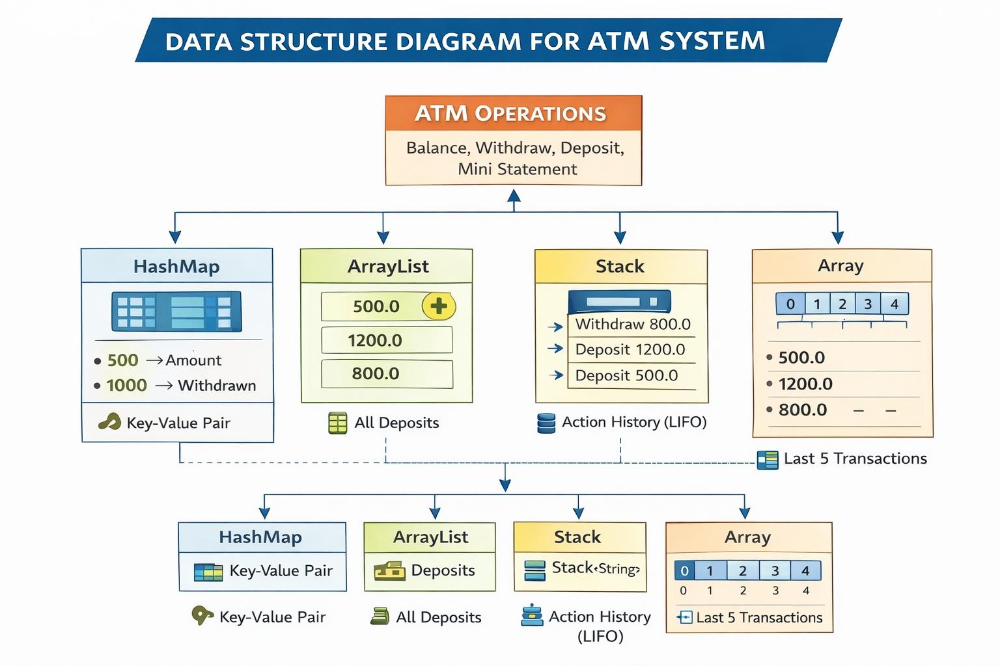 DATA STRUCTURE DIAGRAM FOR ATM SYSTEM
ATM OPERATIONS
Balance, Withdraw, Deposit,
Mini Statement
HashMap
500 → Amount
1000 → Withdrawn
Key-Value Pair
ArrayList
500.0
1200.0
800.0
All Deposits
Stack
Withdraw 800.0
Deposit 1200.0
Deposit 500.0
Action History (LIFO)
Array
0 1 2 3 4
500.0
1200.0
800.0 – –
Last 5 Transactions
HashMap
Key-Value Pair
Key-Value Pair
ArrayList
Deposits
All Deposits
Stack
Stack<String>
Action History
(LIFO)
Array
0 1 2 3 4
0 1 2 3 4
Last 5 Transactions